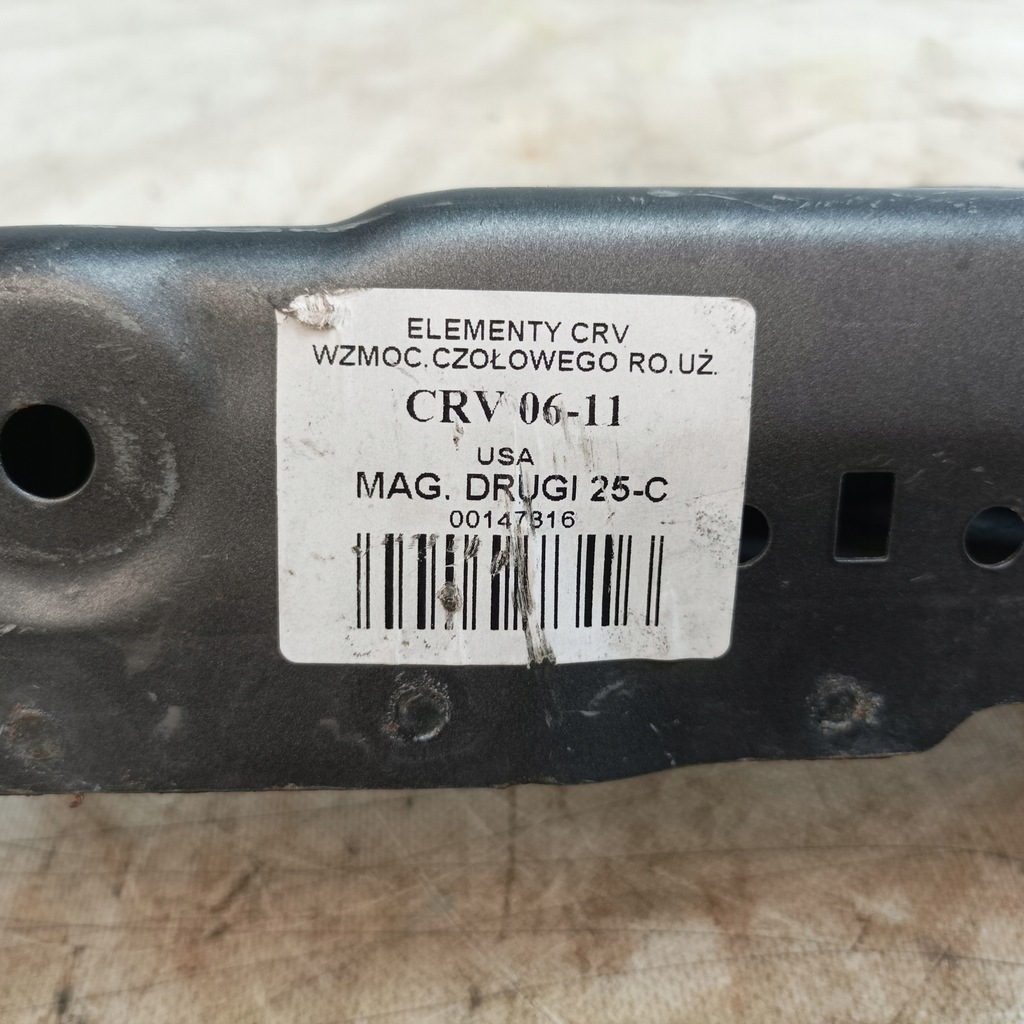 ELEMENTY CRV
WZMOC.CZOŁOWEGO RO.UŻ.
CRV 06-11
USA
MAG. DRUGI 25-C
00147816